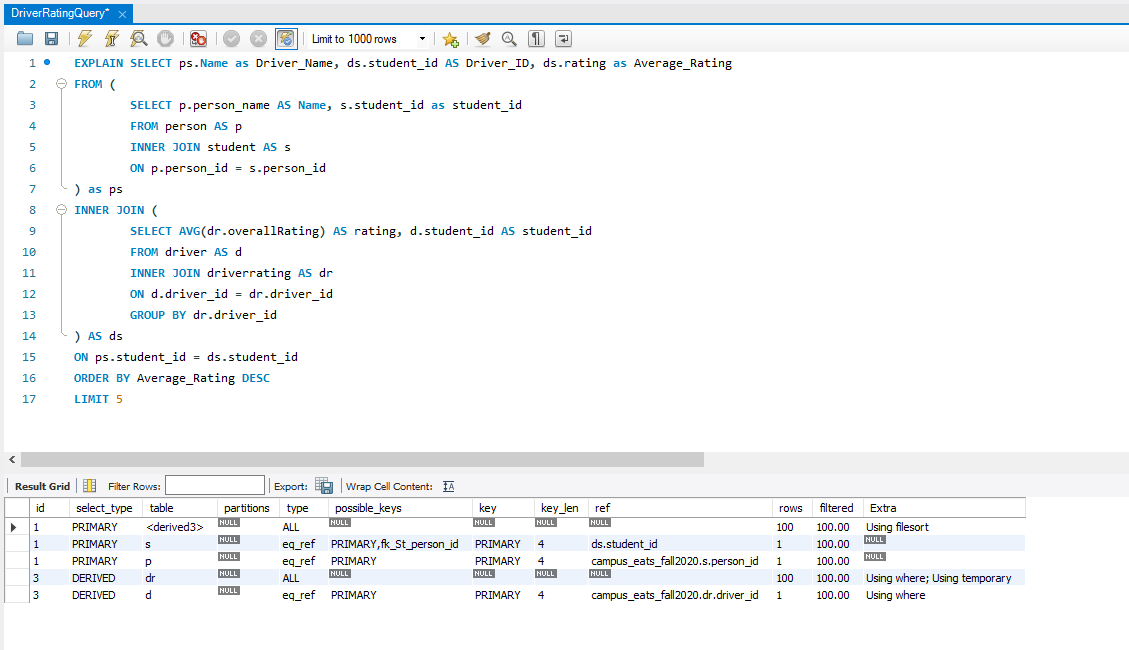 DriverRatingQuery* ×
Limit to 1000 rows
1 EXPLAIN SELECT ps.Name as Driver_Name, ds.student_id AS Driver_ID, ds.rating as Average_Rating
2 FROM (
3 SELECT p.person_name AS Name, s.student_id as student_id
4 FROM person AS p
5 INNER JOIN student AS s
6 ON p.person_id = s.person_id
7 ) as ps
8 INNER JOIN (
9 SELECT AVG(dr.overallRating) AS rating, d.student_id AS student_id
10 FROM driver AS d
11 INNER JOIN driverrating AS dr
12 ON d.driver_id = dr.driver_id
13 GROUP BY dr.driver_id
14 ) AS ds
15 ON ps.student_id = ds.student_id
16 ORDER BY Average_Rating DESC
17 LIMIT 5
Result Grid Filter Rows: Export: Wrap Cell Content: IA
id select_type table partitions type possible_keys key key_len ref rows filtered Extra
1 PRIMARY <derived3> NULL ALL NULL NULL NULL NULL 100 100.00 Using filesort
1 PRIMARY s NULL eq_ref PRIMARY,fk_St_person_id PRIMARY 4 ds.student_id 1 100.00 NULL
1 PRIMARY p NULL eq_ref PRIMARY PRIMARY 4 campus_eats_fall2020.s.person_id 1 100.00 NULL
3 DERIVED dr NULL ALL NULL NULL NULL NULL 100 100.00 Using where; Using temporary
3 DERIVED d NULL eq_ref PRIMARY PRIMARY 4 campus_eats_fall2020.dr.driver_id 1 100.00 Using where